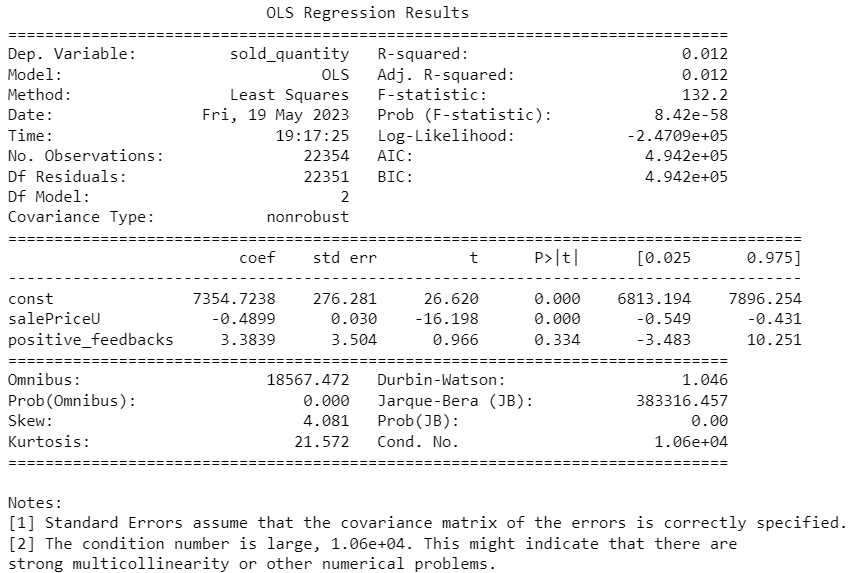 OLS Regression Results
==============================================================================
Dep. Variable: sold_quantity R-squared: 0.012
Model: OLS Adj. R-squared: 0.012
Method: Least Squares F-statistic: 132.2
Date: Fri, 19 May 2023 Prob (F-statistic): 8.42e-58
Time: 19:17:25 Log-Likelihood: -2.4709e+05
No. Observations: 22354 AIC: 4.942e+05
Df Residuals: 22351 BIC: 4.942e+05
Df Model: 2
Covariance Type: nonrobust
======================================================================================
coef std err t P>|t| [0.025 0.975]
--------------------------------------------------------------------------------------
const 7354.7238 276.281 26.620 0.000 6813.194 7896.254
salePriceU -0.4899 0.030 -16.198 0.000 -0.549 -0.431
positive_feedbacks 3.3839 3.504 0.966 0.334 -3.483 10.251
==============================================================================
Omnibus: 18567.472 Durbin-Watson: 1.046
Prob(Omnibus): 0.000 Jarque-Bera (JB): 383316.457
Skew: 4.081 Prob(JB): 0.00
Kurtosis: 21.572 Cond. No. 1.06e+04
==============================================================================
Notes:
[1] Standard Errors assume that the covariance matrix of the errors is correctly specified.
[2] The condition number is large, 1.06e+04. This might indicate that there are
strong multicollinearity or other numerical problems.